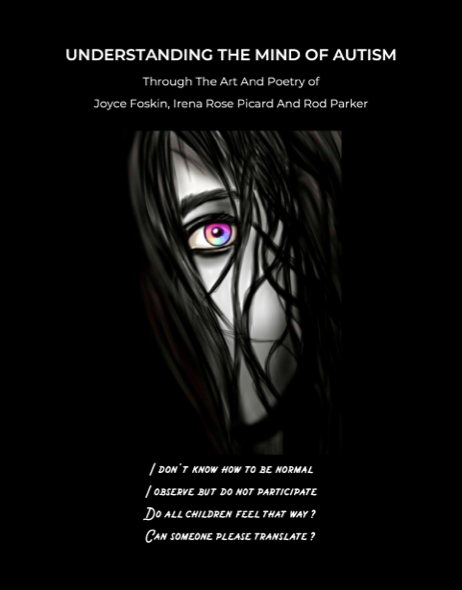 UNDERSTANDING THE MIND OF AUTISM
Through The Art And Poetry of
Joyce Foskin, Irena Rose Picard And Rod Parker
I don't know how to be normal
I observe but do not participate
Do all children feel that way?
Can someone please translate?